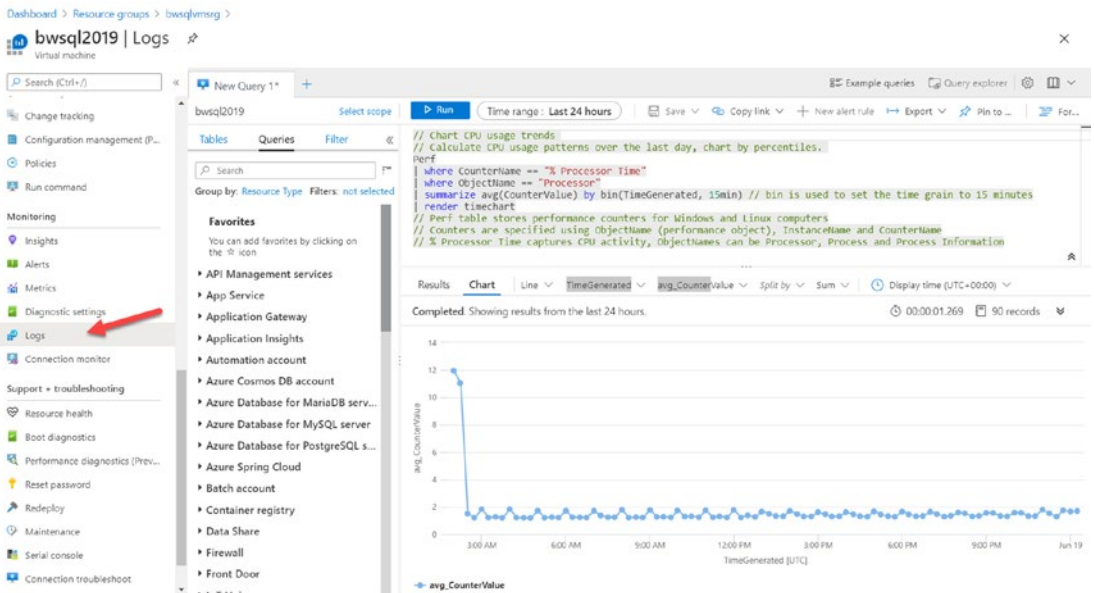 Dashboard > Resource groups > bwsqlvmsrg >
bwsql2019 | Logs
Virtual machine
Search (Ctrl+/)
Change tracking
Configuration management (P...
Policies
Run command
Monitoring
Insights
Alerts
Metrics
Diagnostic settings
Logs
Connection monitor
Support + troubleshooting
Resource health
Boot diagnostics
Performance diagnostics (Prev...
Reset password
Redeploy
Maintenance
Serial console
Connection troubleshoot
New Query 1*
Example queries
Query explorer
bwsql2019
Select scope
Run
Time range : Last 24 hours
Save
Copy link
New alert rule
Export
Pin to ...
For...
Tables
Queries
Filter
Search
Group by: Resource Type Filters: not selected
Favorites
You can add favorites by clicking on
the ☆ icon
API Management services
App Service
Application Gateway
Application Insights
Automation account
Azure Cosmos DB account
Azure Database for MariaDB serv...
Azure Database for MySQL server
Azure Database for PostgreSQL s...
Azure Spring Cloud
Batch account
Container registry
Data Share
Firewall
Front Door
// Chart CPU usage trends
// Calculate CPU usage patterns over the last day, chart by percentiles.
Perf
| where CounterName == "% Processor Time"
| where ObjectName == "Processor"
| summarize avg(CounterValue) by bin(TimeGenerated, 15min) // bin is used to set the time grain to 15 minutes
| render timechart
// Perf table stores performance counters for Windows and Linux computers
// Counters are specified using ObjectName (performance object), InstanceName and CounterName
// % Processor Time captures CPU activity, ObjectNames can be Processor, Process and Process Information
Results
Chart
Line
TimeGenerated
avg_CounterValue
Split by
Sum
Display time (UTC+00:00)
Completed. Showing results from the last 24 hours.
00:00:01.269
90 records
14
12
10
8
6
4
2
0
avg_CounterValue
3:00 AM
6:00 AM
9:00 AM
12:00 PM
3:00 PM
6:00 PM
9:00 PM
Jun 19
TimeGenerated [UTC]
avg_CounterValue